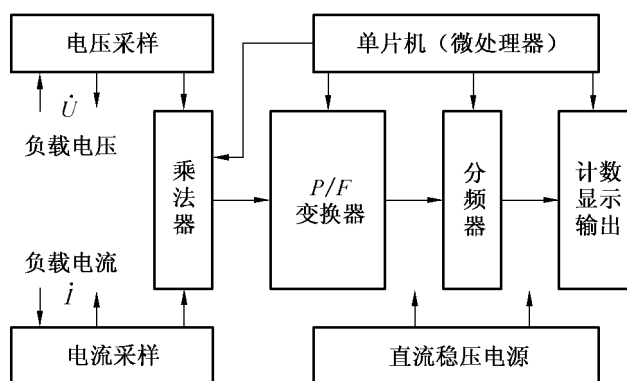 电压采样
单片机（微处理器）
U̇
负载电压
乘法器
P/F
变换器
分频器
计数
显示
输出
负载电流
İ
电流采样
直流稳压电源